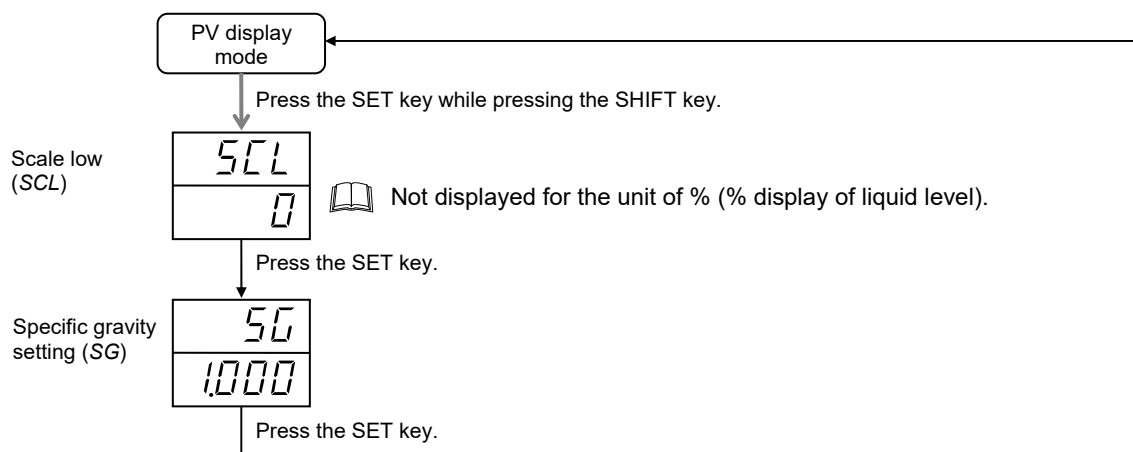 PV display
mode
Press the SET key while pressing the SHIFT key.
Scale low
(SCL)
SCL
0
Not displayed for the unit of % (% display of liquid level).
Press the SET key.
Specific gravity
setting (SG)
SG
1.000
Press the SET key.